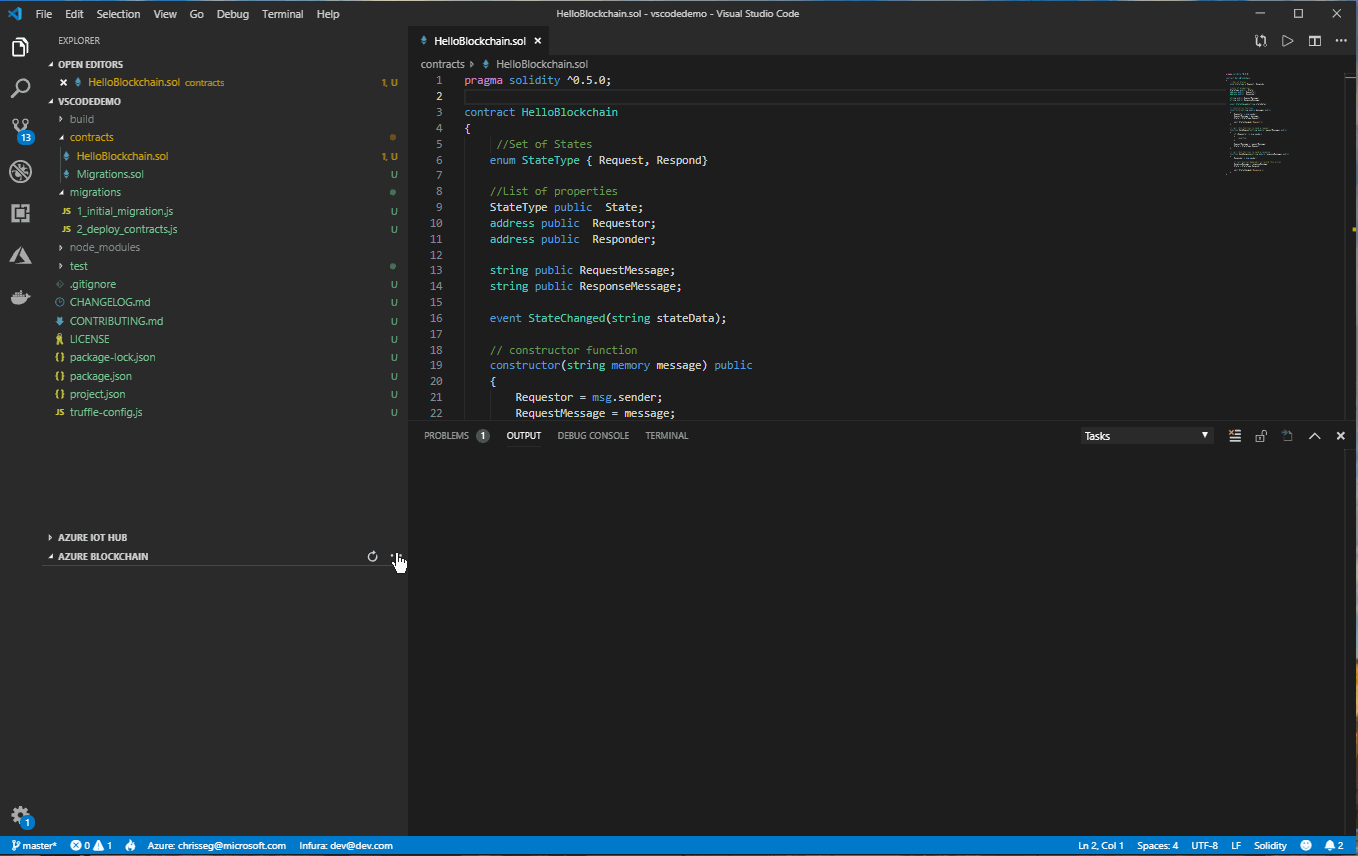 File Edit Selection View Go Debug Terminal Help
HelloBlockchain.sol - vscodedemo - Visual Studio Code
EXPLORER
OPEN EDITORS
HelloBlockchain.sol contracts 1, U
VSCODEDEMO
build
contracts
HelloBlockchain.sol 1, U
Migrations.sol U
migrations
JS 1_initial_migration.js U
JS 2_deploy_contracts.js U
node_modules
test
.gitignore U
CHANGELOG.md U
CONTRIBUTING.md U
LICENSE U
{} package-lock.json U
{} package.json U
{} project.json U
JS truffle-config.js U
AZURE IOT HUB
AZURE BLOCKCHAIN
13
1
HelloBlockchain.sol
contracts › HelloBlockchain.sol
1 pragma solidity ^0.5.0;
2
3 contract HelloBlockchain
4 {
5 //Set of States
6 enum StateType { Request, Respond}
7
8 //List of properties
9 StateType public State;
10 address public Requestor;
11 address public Responder;
12
13 string public RequestMessage;
14 string public ResponseMessage;
15
16 event StateChanged(string stateData);
17
18 // constructor function
19 constructor(string memory message) public
20 {
21 Requestor = msg.sender;
22 RequestMessage = message;
PROBLEMS 1 OUTPUT DEBUG CONSOLE TERMINAL
Tasks
master* 0 1 Azure: chrisseg@microsoft.com Infura: dev@dev.com
Ln 2, Col 1 Spaces: 4 UTF-8 LF Solidity 2